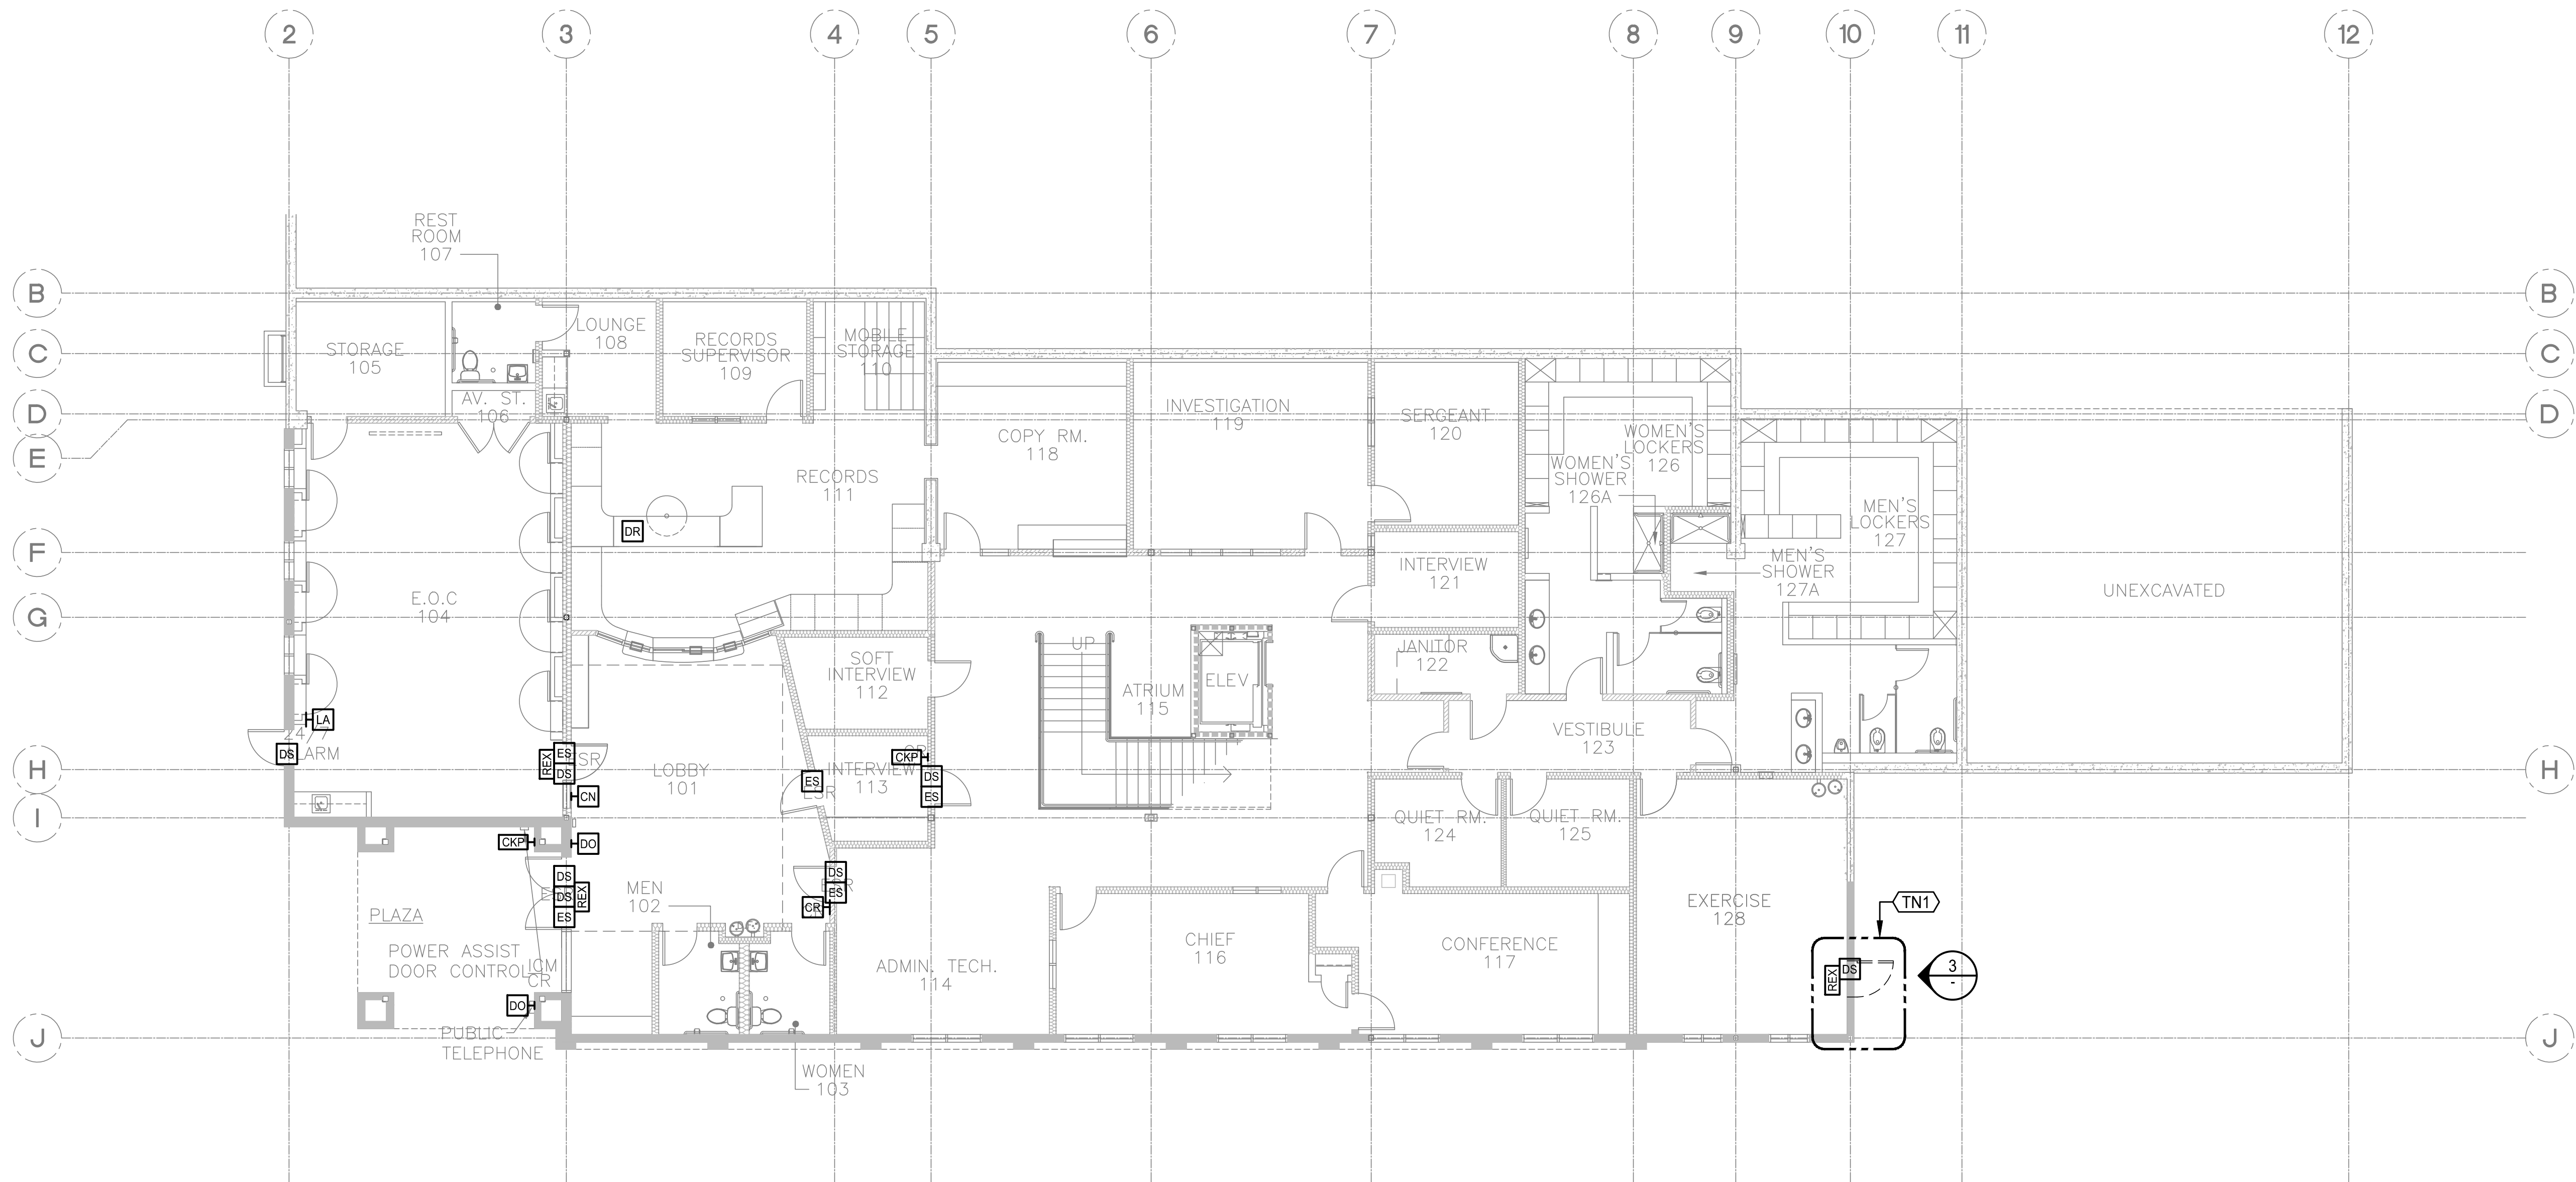 2
3
4
5
6
7
8
9
10
11
12
REST
ROOM
107
B
B
LOUNGE
108
STORAGE
105
RECORDS
SUPERVISOR
109
MOBILE
STORAGE
110
C
C
AV. ST.
106
D
D
E
INVESTIGATION
119
SERGEANT
120
COPY RM.
118
WOMEN'S
LOCKERS
126
WOMEN'S
SHOWER
126A
RECORDS
111
MEN'S
LOCKERS
127
DR
F
INTERVIEW
121
MEN'S
SHOWER
127A
E.O.C
104
UNEXCAVATED
G
UP
JANITOR
122
SOFT
INTERVIEW
112
ATRIUM
115
ELEV
LA
VESTIBULE
123
DS
REX
ES
DS
CKP
DS
ES
H
H
LOBBY
101
INTERVIEW
113
ES
ESR
CN
I
QUIET RM.
124
QUIET RM.
125
CKP
DO
DS
DS
ES
REX
DS
ES
CR
MEN
102
PLAZA
EXERCISE
128
TN1
POWER ASSIST
DOOR CONTROL
ICM
CR
CHIEF
116
CONFERENCE
117
ADMIN. TECH.
114
REX
DS
3
-
DO
PUBLIC
TELEPHONE
J
J
WOMEN
103